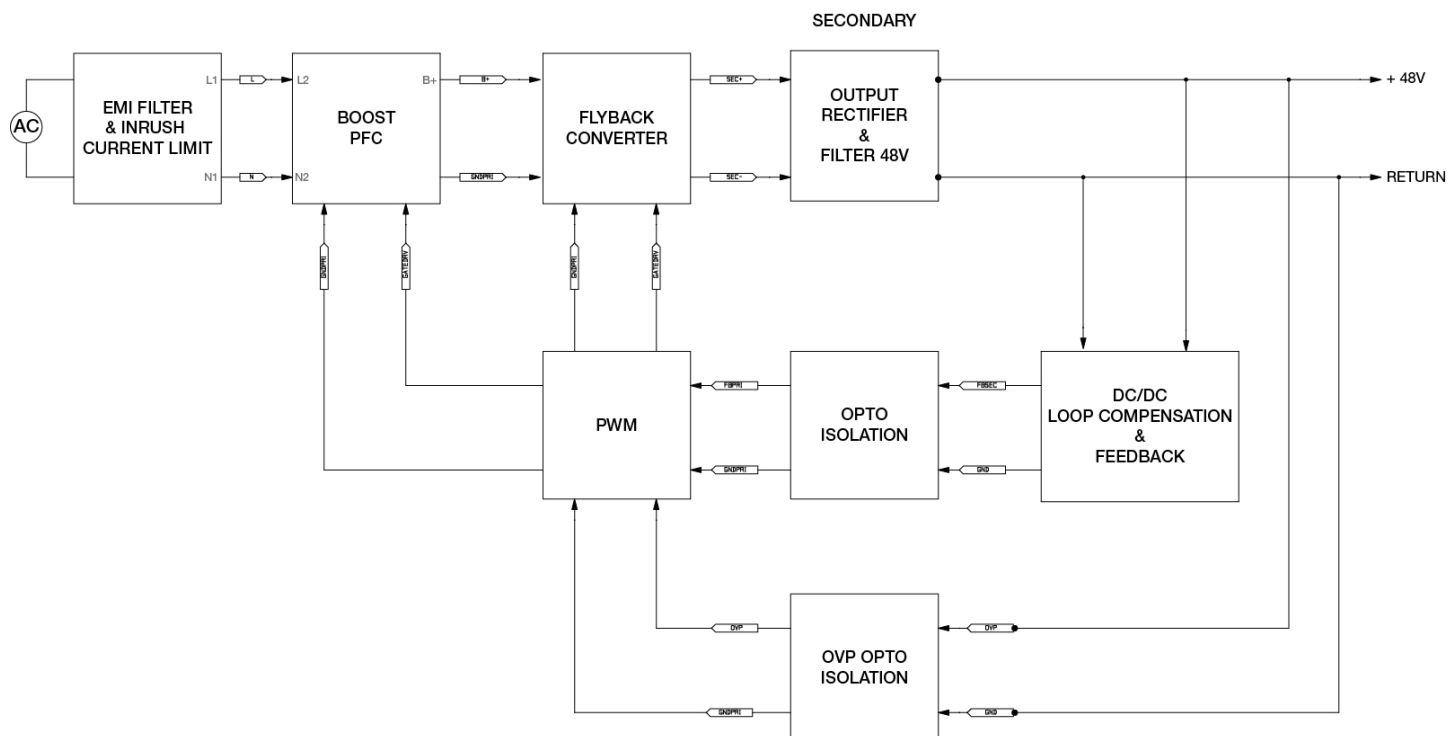 SECONDARY
AC
EMI FILTER
& INRUSH
CURRENT LIMIT
L1
N1
L
N
L2
N2
B+
BOOST
PFC
B+
GNDPRI
FLYBACK
CONVERTER
SEC+
SEC-
OUTPUT
RECTIFIER
&
FILTER 48V
+ 48V
RETURN
GNDPRI
GATEDRV
GNDPRI
GATEDRV
PWM
FBPRI
GNDPRI
OPTO
ISOLATION
FBSEC
GND
DC/DC
LOOP COMPENSATION
&
FEEDBACK
OVP
GNDPRI
OVP OPTO
ISOLATION
OVP
GND